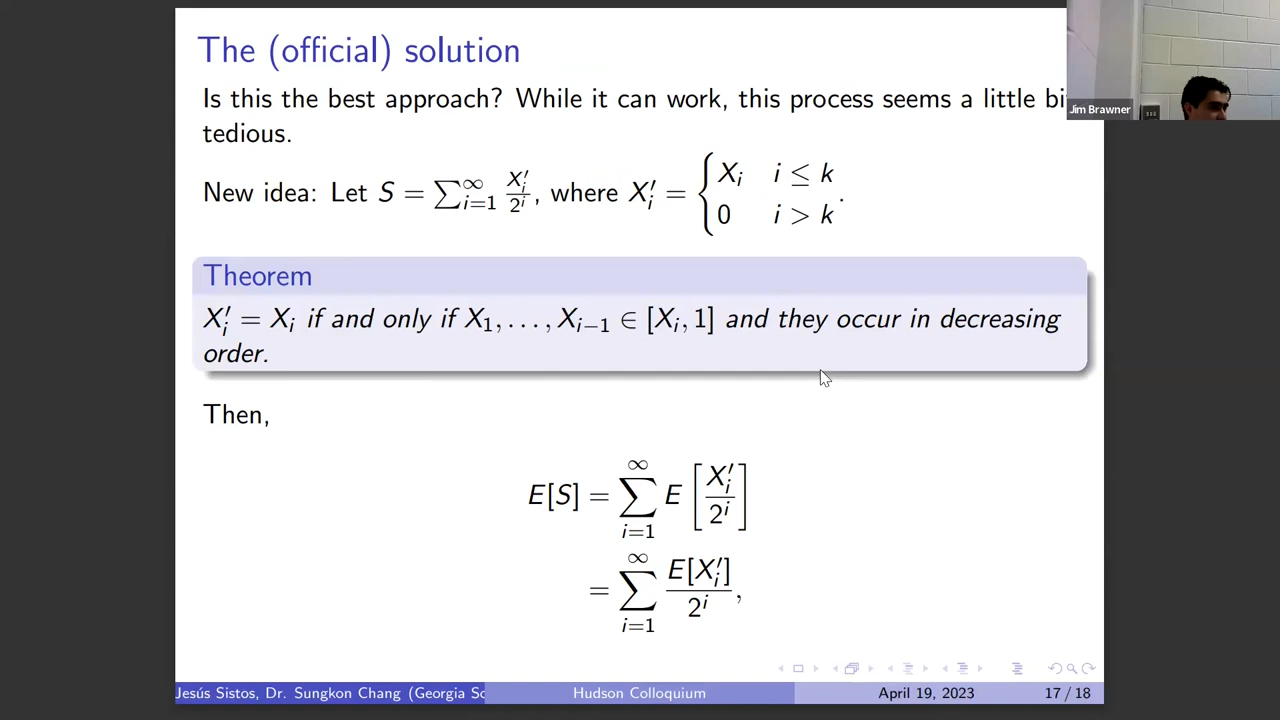 The (official) solution
Is this the best approach? While it can work, this process seems a little bi
tedious.
New idea: Let S = ∑_{i=1}^{∞} X'_i / 2^i, where X'_i = { X_i  i ≤ k
0  i > k .
Theorem
X'_i = X_i if and only if X_1, . . . , X_{i−1} ∈ [X_i, 1] and they occur in decreasing
order.
Then,
E[S] = ∑_{i=1}^{∞} E [ X'_i / 2^i ]
= ∑_{i=1}^{∞} E[X'_i] / 2^i ,
Jesús Sistos, Dr. Sungkon Chang (Georgia So
Hudson Colloquium
April 19, 2023
17 / 18
Jim Brawner